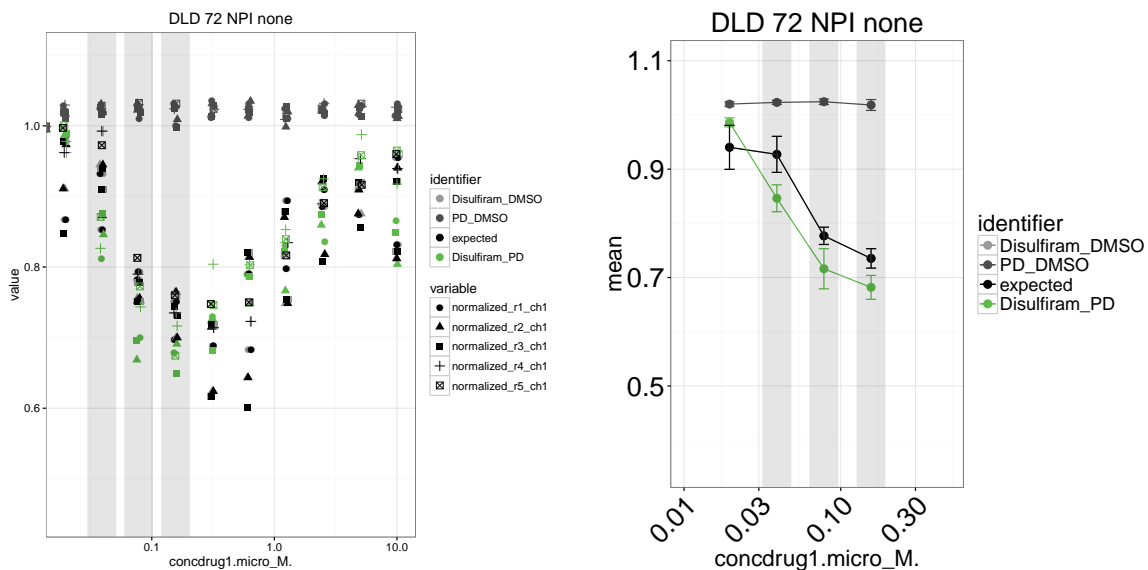 DLD 72 NPI none
value
1.0
0.8
0.6
0.1
1.0
10.0
concdrug1.micro_M.
identifier
Disulfiram_DMSO
PD_DMSO
expected
Disulfiram_PD
variable
normalized_r1_ch1
normalized_r2_ch1
normalized_r3_ch1
normalized_r4_ch1
normalized_r5_ch1
DLD 72 NPI none
mean
1.1
0.9
0.7
0.5
0.01
0.03
0.10
0.30
concdrug1.micro_M.
identifier
Disulfiram_DMSO
PD_DMSO
expected
Disulfiram_PD